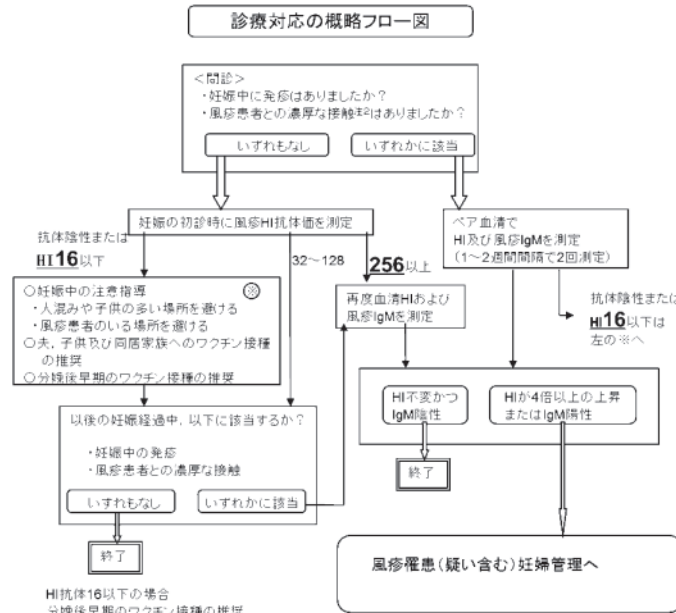 診療対応の概略フロー図
＜問診＞
・妊娠中に発疹はありましたか？
・風疹患者との濃厚な接触注2はありましたか？
いずれもなし
いずれかに該当
妊娠の初診時に風疹HI抗体価を測定
ペア血清で
HI及び風疹IgMを測定
(1～2週間間隔で2回測定)
抗体陰性または
HI16以下
32～128
256以上
○妊娠中の注意指導 ※
・人混みや子供の多い場所を避ける
・風疹患者のいる場所を避ける
○夫，子供及び同居家族へのワクチン接種
の推奨
○分娩後早期のワクチン接種の推奨
再度血清HIおよび
風疹IgMを測定
抗体陰性または
HI16以下は
左の※へ
以後の妊娠経過中，以下に該当するか？
・妊娠中の発疹
・風疹患者との濃厚な接触
いずれもなし
いずれかに該当
HI不変かつ
IgM陰性
HIが4倍以上の上昇
またはIgM陽性
終了
終了
風疹罹患(疑い含む)妊婦管理へ
HI抗体16以下の場合
分娩後早期のワクチン接種の推奨